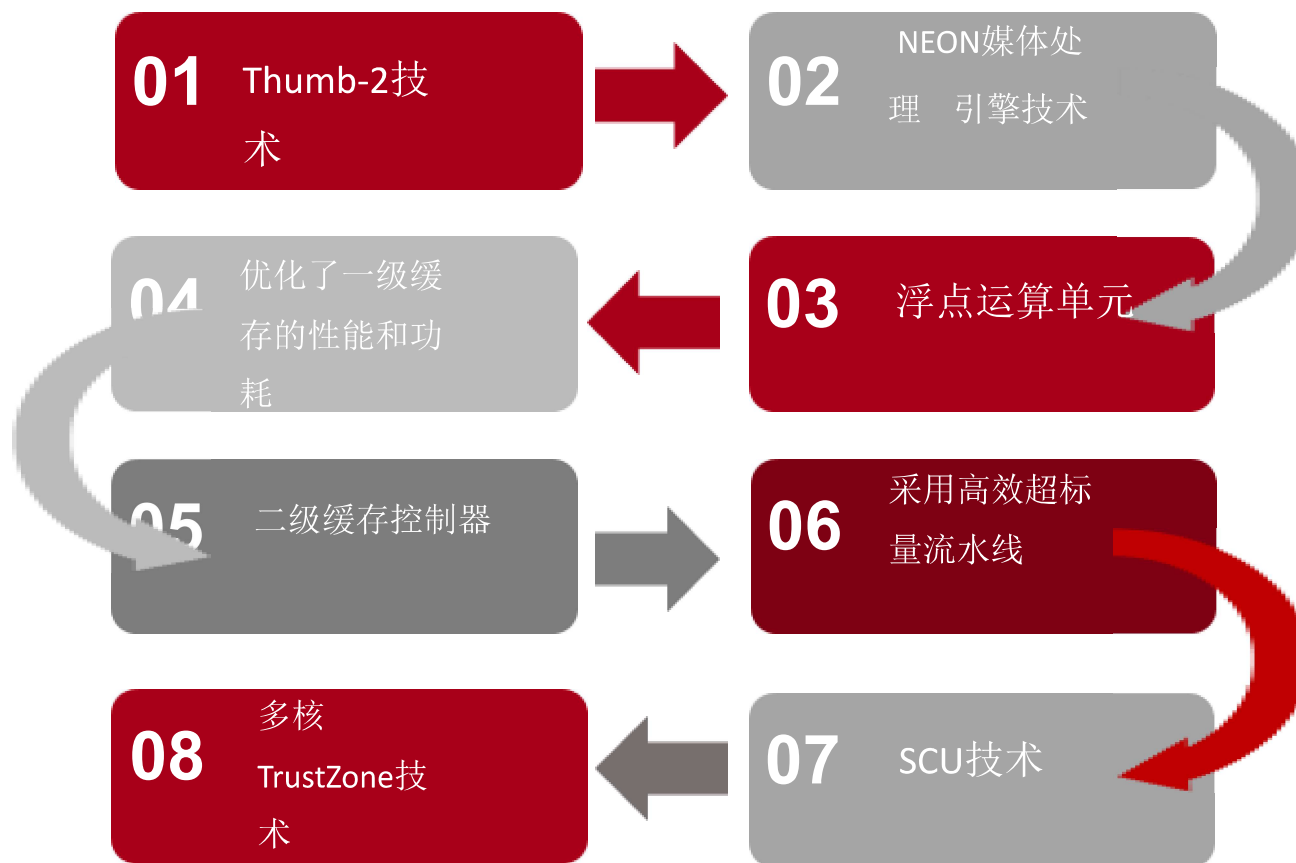 01
Thumb-2技
术
02
NEON媒体处
理 引擎技术
03
浮点运算单元
04
优化了一级缓
存的性能和功
耗
05
二级缓存控制器
06
采用高效超标
量流水线
07
SCU技术
08
多核
TrustZone技
术